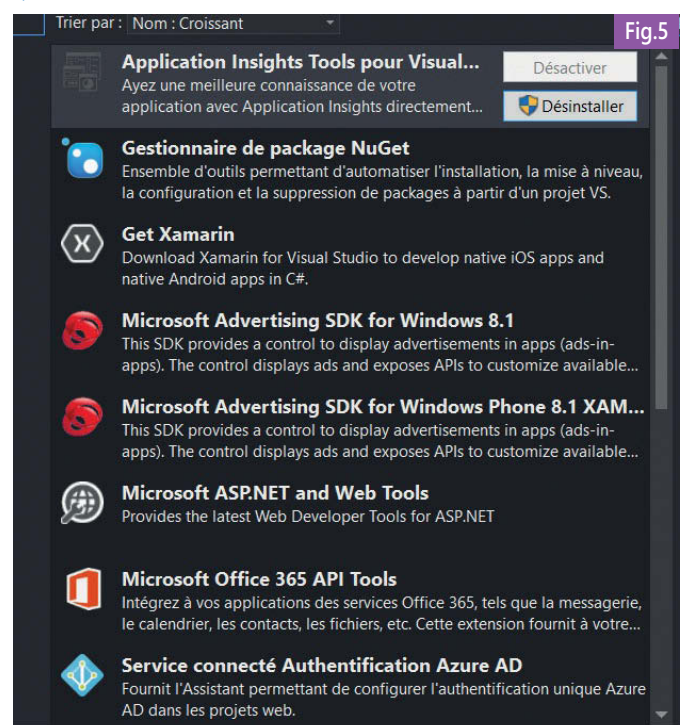 Trier par : Nom : Croissant
Fig.5
Application Insights Tools pour Visual...
Désactiver
Ayez une meilleure connaissance de votre
application avec Application Insights directement...
Désinstaller
Gestionnaire de package NuGet
Ensemble d'outils permettant d'automatiser l'installation, la mise à niveau,
la configuration et la suppression de packages à partir d'un projet VS.
Get Xamarin
Download Xamarin for Visual Studio to develop native iOS apps and
native Android apps in C#.
Microsoft Advertising SDK for Windows 8.1
This SDK provides a control to display advertisements in apps (ads-in-
apps). The control displays ads and exposes APIs to customize available...
Microsoft Advertising SDK for Windows Phone 8.1 XAM...
This SDK provides a control to display advertisements in apps (ads-in-
apps). The control displays ads and exposes APIs to customize available...
Microsoft ASP.NET and Web Tools
Provides the latest Web Developer Tools for ASP.NET
Microsoft Office 365 API Tools
Intégrez à vos applications des services Office 365, tels que la messagerie,
le calendrier, les contacts, les fichiers, etc. Cette extension fournit à votre...
Service connecté Authentification Azure AD
Fournit l'Assistant permettant de configurer l'authentification unique Azure
AD dans les projets web.